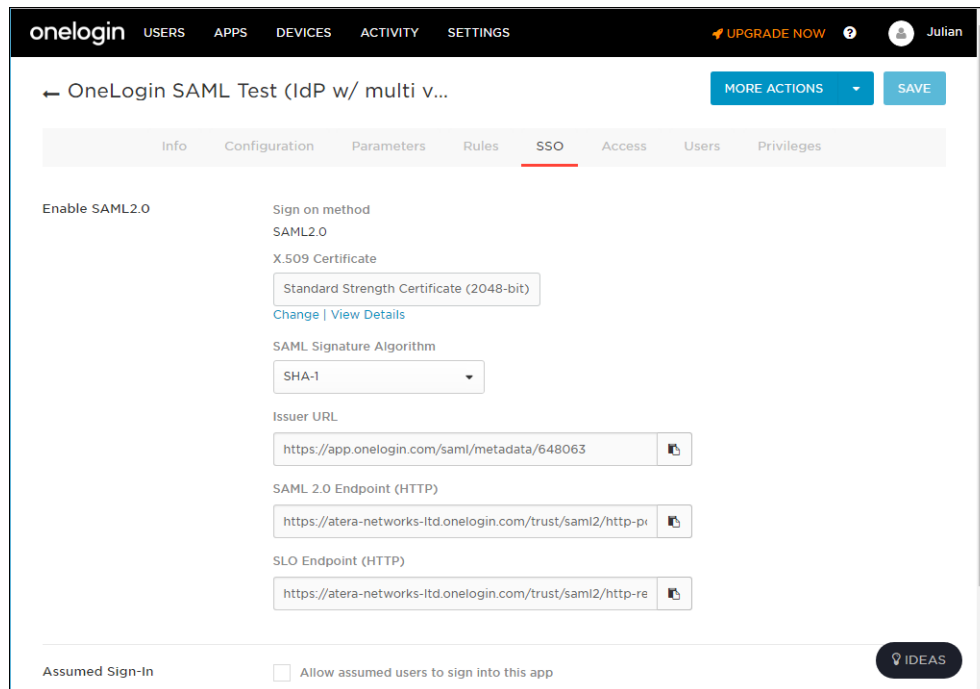 onelogin USERS APPS DEVICES ACTIVITY SETTINGS UPGRADE NOW ? Julian
← OneLogin SAML Test (IdP w/ multi v... MORE ACTIONS SAVE
Info Configuration Parameters Rules SSO Access Users Privileges
Enable SAML2.0 Sign on method
SAML2.0
X.509 Certificate
Standard Strength Certificate (2048-bit)
Change | View Details
SAML Signature Algorithm
SHA-1
Issuer URL
https://app.onelogin.com/saml/metadata/648063
SAML 2.0 Endpoint (HTTP)
https://atera-networks-ltd.onelogin.com/trust/saml2/http-po
SLO Endpoint (HTTP)
https://atera-networks-ltd.onelogin.com/trust/saml2/http-re
IDEAS
Assumed Sign-In Allow assumed users to sign into this app